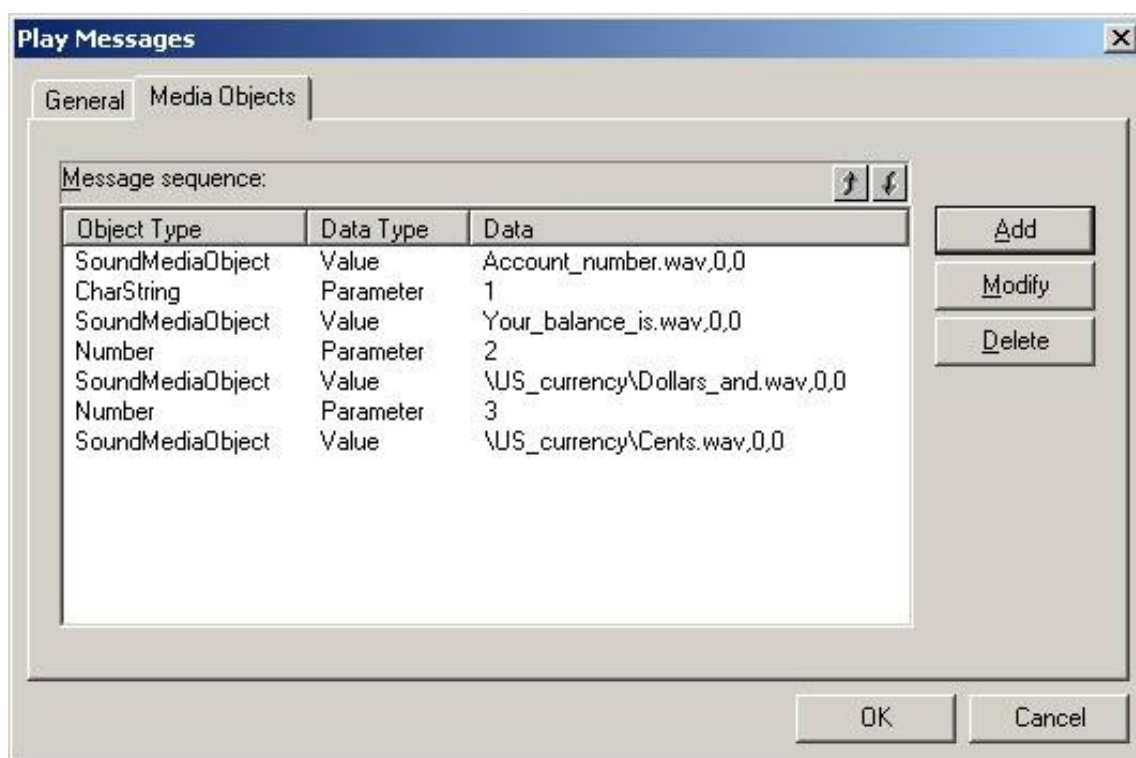 Play Messages
General Media Objects
Message sequence:
Object Type Data Type Data
SoundMediaObject Value Account_number.wav,0,0
CharString Parameter 1
SoundMediaObject Value Your_balance_is.wav,0,0
Number Parameter 2
SoundMediaObject Value \US_currency\Dollars_and.wav,0,0
Number Parameter 3
SoundMediaObject Value \US_currency\Cents.wav,0,0
Add
Modify
Delete
OK Cancel